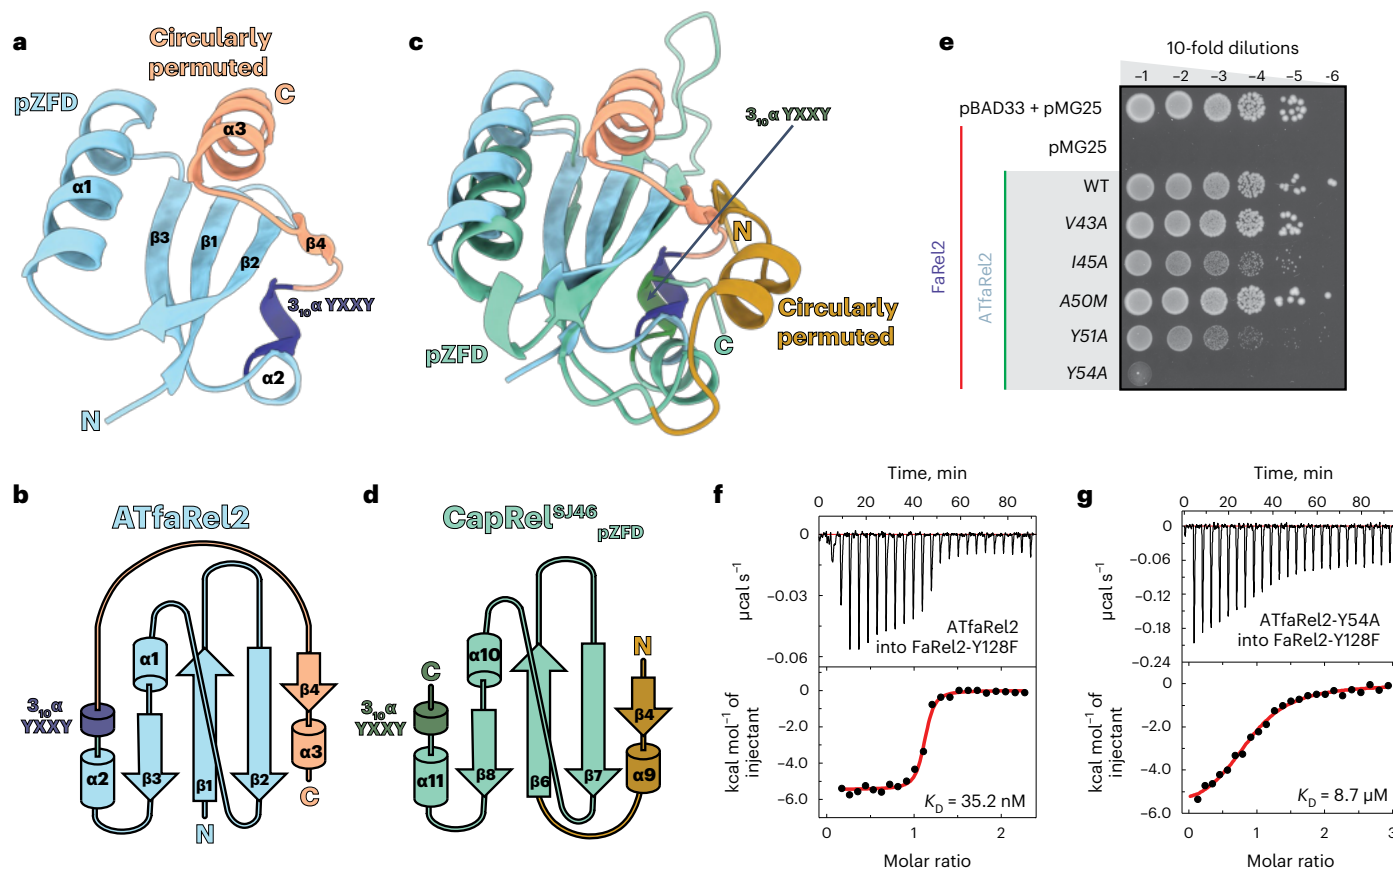 a
Circularly
permuted
pZFD
C
α3
α1
β3
β1
β2
β4
3₁₀α YXXY
α2
N
c
3₁₀α YXXY
N
Circularly
permuted
pZFD
C
e
10-fold dilutions
–1 –2 –3 –4 –5 –6
pBAD33 + pMG25
pMG25
WT
V43A
I45A
A50M
Y51A
Y54A
FaRel2
ATfaRel2
b
ATfaRel2
α1
β4
3₁₀α
YXXY
α3
α2
β3
β1
β2
C
N
d
CapRelSJ46
pZFD
N
C
α10
3₁₀α
YXXY
β4
α11
β8
β6
β7
α9
f
Time, min
0 20 40 60 80
0
–0.03
–0.06
µcal s⁻¹
ATfaRel2
into FaRel2-Y128F
0
–2.0
–4.0
–6.0
kcal mol⁻¹ of
injectant
KD = 35.2 nM
0 1 2
Molar ratio
g
Time, min
0 20 40 60 80
0
–0.06
–0.12
–0.18
–0.24
µcal s⁻¹
ATfaRel2-Y54A
into FaRel2-Y128F
0
–2.0
–4.0
–6.0
kcal mol⁻¹ of
injectant
KD = 8.7 µM
0 1 2 3
Molar ratio